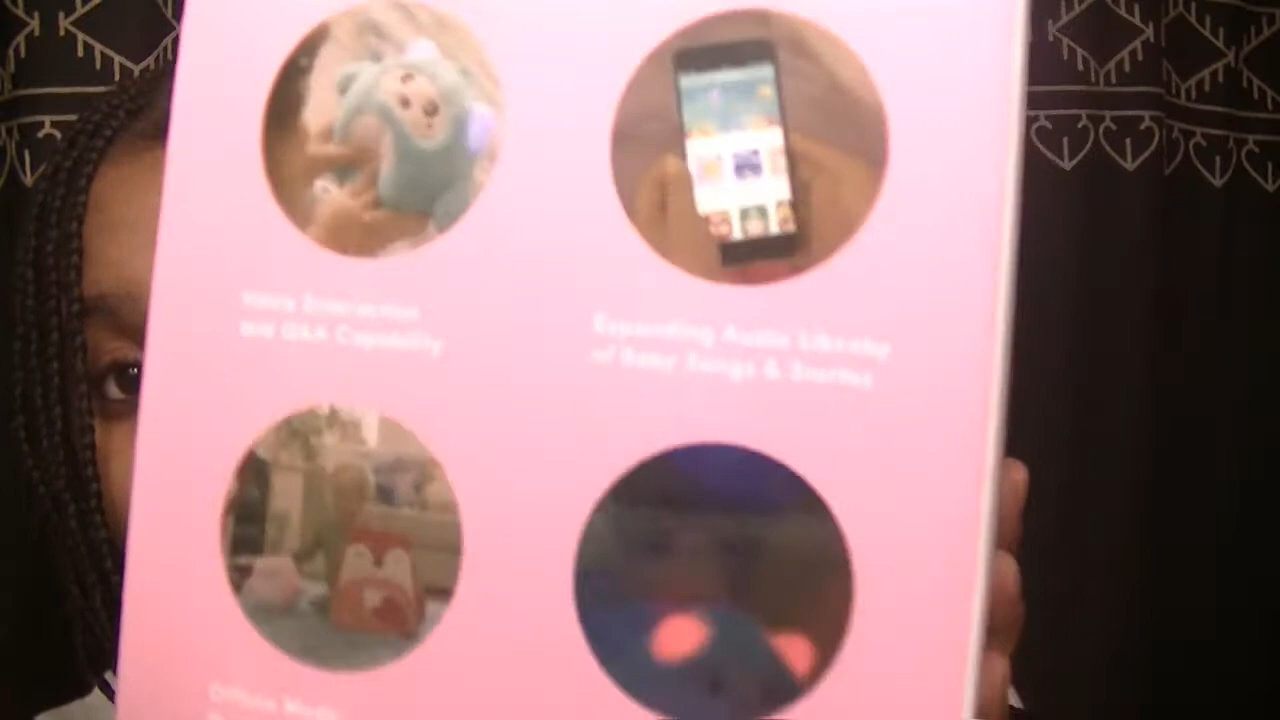 Voice Interaction
and Q&A Capability
Expanding Audio Library
of Baby Songs & Stories
Offline Mode